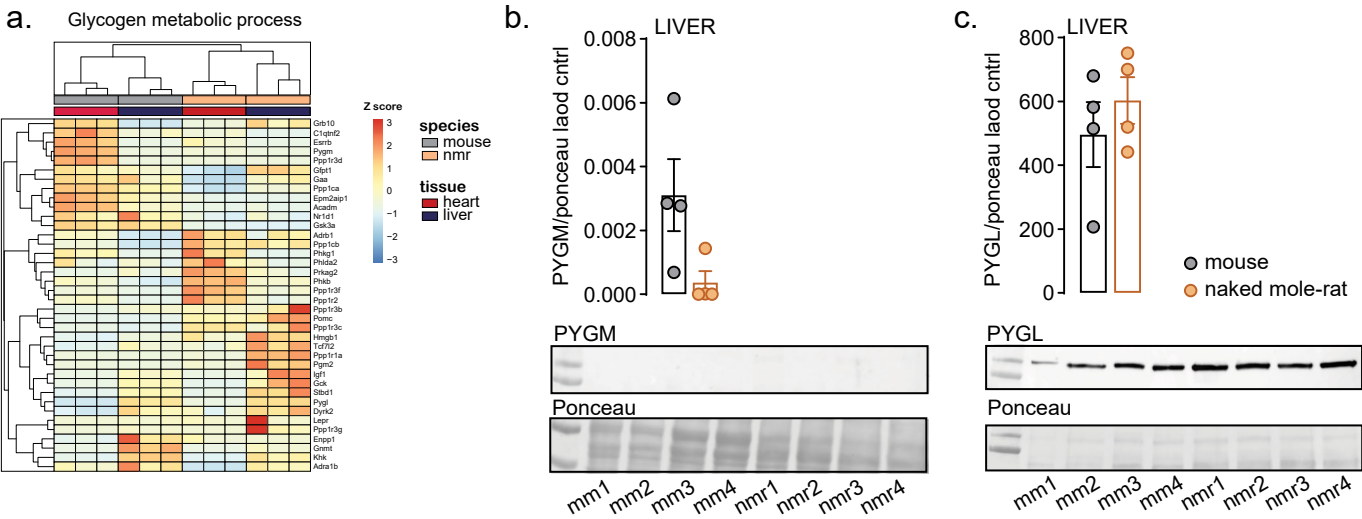 a.
Glycogen metabolic process
Z score
3
2
1
0
−1
−2
−3
species
mouse
nmr
tissue
heart
liver
Grb10
C1qtnf2
Esrrb
Pygm
Ppp1r3d
Gfpt1
Gaa
Ppp1ca
Epm2aip1
Acadm
Nr1d1
Gsk3a
Adrb1
Ppp1cb
Phkg1
Phlda2
Prkag2
Phkb
Ppp1r3f
Ppp1r2
Ppp1r3b
Pomc
Ppp1r3c
Hmgb1
Tcf7l2
Ppp1r1a
Pgm2
Igf1
Gck
Stbd1
Pygl
Dyrk2
Lepr
Ppp1r3g
Enpp1
Gnmt
Khk
Adra1b
b.
LIVER
PYGM/ponceau laod cntrl
0.008
0.006
0.004
0.002
0.000
PYGM
Ponceau
mm1 mm2 mm3 mm4 nmr1 nmr2 nmr3 nmr4
c.
LIVER
PYGL/ponceau laod cntrl
800
600
400
200
0
mouse
naked mole-rat
PYGL
Ponceau
mm1 mm2 mm3 mm4 nmr1 nmr2 nmr3 nmr4